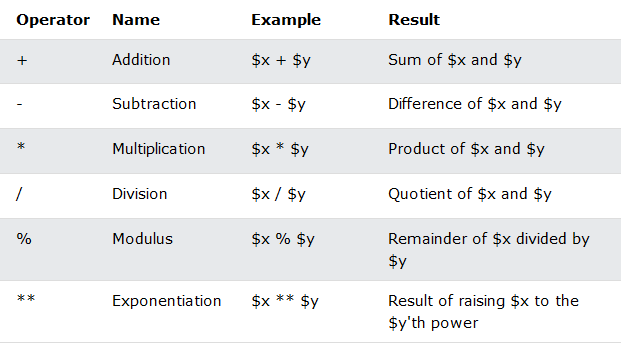 Operator Name Example Result
+ Addition $x + $y Sum of $x and $y
- Subtraction $x - $y Difference of $x and $y
* Multiplication $x * $y Product of $x and $y
/ Division $x / $y Quotient of $x and $y
% Modulus $x % $y Remainder of $x divided by
$y
** Exponentiation $x ** $y Result of raising $x to the
$y'th power